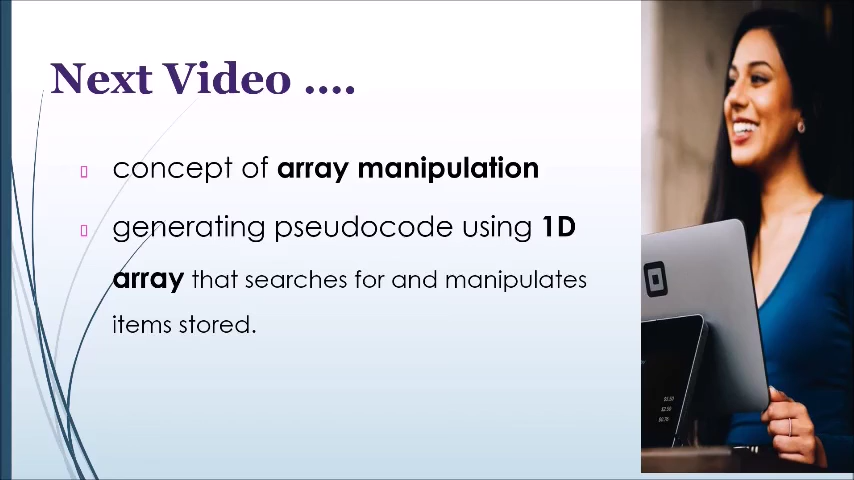 Next Video ....
concept of array manipulation
generating pseudocode using 1D
array that searches for and manipulates
items stored.